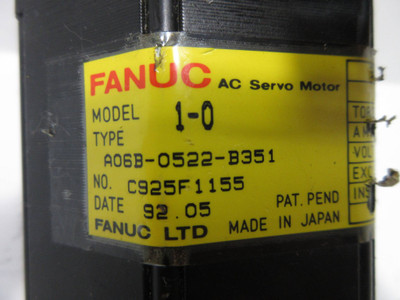 FANUC AC Servo Motor
MODEL 1-0
TYPE
A06B-0522-B351
NO. C925F1155
DATE 92.05 PAT. PEND
FANUC LTD MADE IN JAPAN